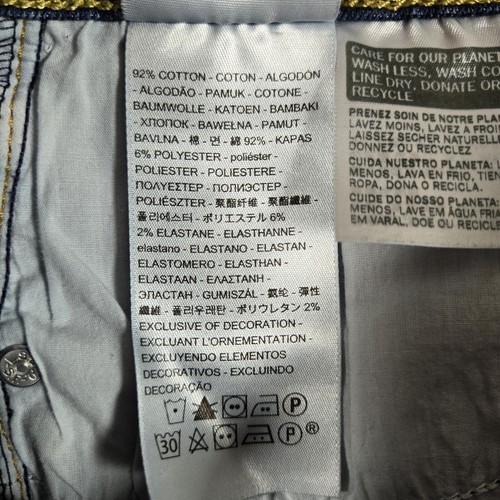 92% COTTON - COTON - ALGODÓN
- ALGODÃO - PAMUK - COTONE -
BAUMWOLLE - KATOEN - BAMBAKI
- ХЛОПОК - BAWEŁNA - PAMUT -
BAVLNA - 棉 - 면 - 綿 92% - KAPAS
6% POLYESTER - poliéster -
POLIESTER - POLIESTERE -
ПОЛУЕСТЕР - ПОЛИЭСТЕР -
POLIÉSZTER - 聚酯纤维 - 聚酯纖維 -
폴리에스터 - ポリエステル 6%
2% ELASTANE - ELASTHANNE -
elastano - ELASTANO - ELASTAN -
ELASTOMERO - ELASTHAN -
ELASTAAN - ΕΛΑΣΤΑΝΗ -
ЭЛАСТАН - GUMISZÁL - 氨纶 - 彈性
纖維 - 폴리우레탄 - ポリウレタン 2%
EXCLUSIVE OF DECORATION -
EXCLUANT L'ORNEMENTATION -
EXCLUYENDO ELEMENTOS
DECORATIVOS - EXCLUINDO
DECORAÇÃO
P
30 P ®
CARE FOR OUR PLANET
WASH LESS, WASH CO
LINE DRY, DONATE OR
RECYCLE
PRENEZ SOIN DE NOTRE PLAN
LAVEZ MOINS, LAVEZ A FROI
LAISSEZ SECHER NATURELLE
DONNEZ OU RECYCLEZ
CUIDA NUESTRO PLANETA: L
MENOS, LAVA EN FRIO, TIEN
ROPA, DONA O RECICLA.
CUIDE DO NOSSO PLANETA:
MENOS, LAVE EM ÁGUA FRIA
EM VARAL, DOE OU RECICLE